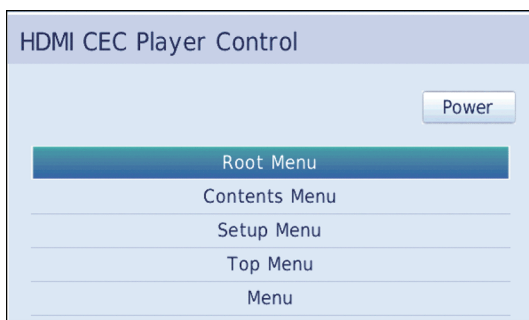 HDMI CEC Player Control
Power
Root Menu
Contents Menu
Setup Menu
Top Menu
Menu